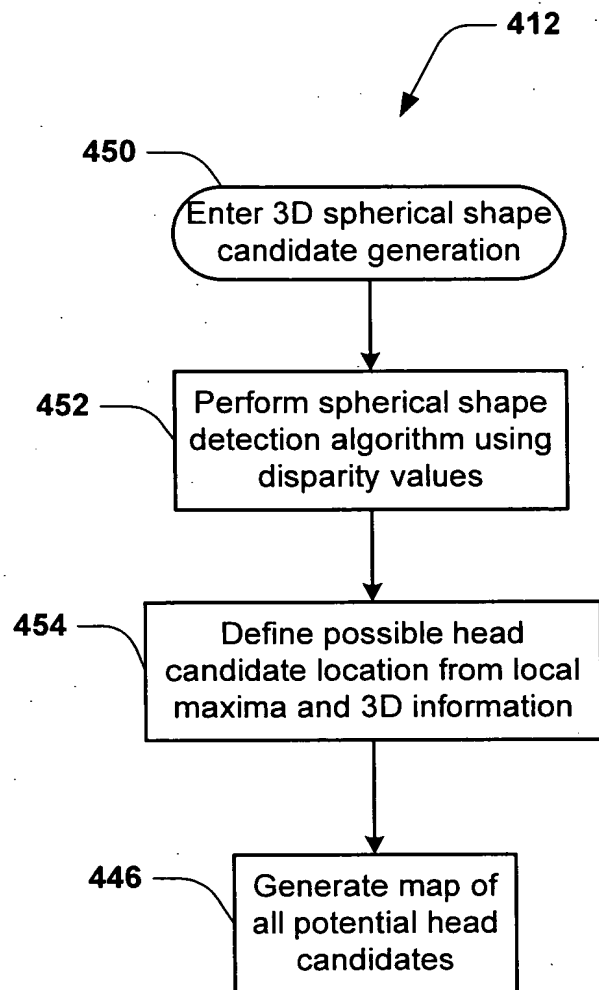 412
450
Enter 3D spherical shape
candidate generation
452
Perform spherical shape
detection algorithm using
disparity values
454
Define possible head
candidate location from local
maxima and 3D information
446
Generate map of
all potential head
candidates